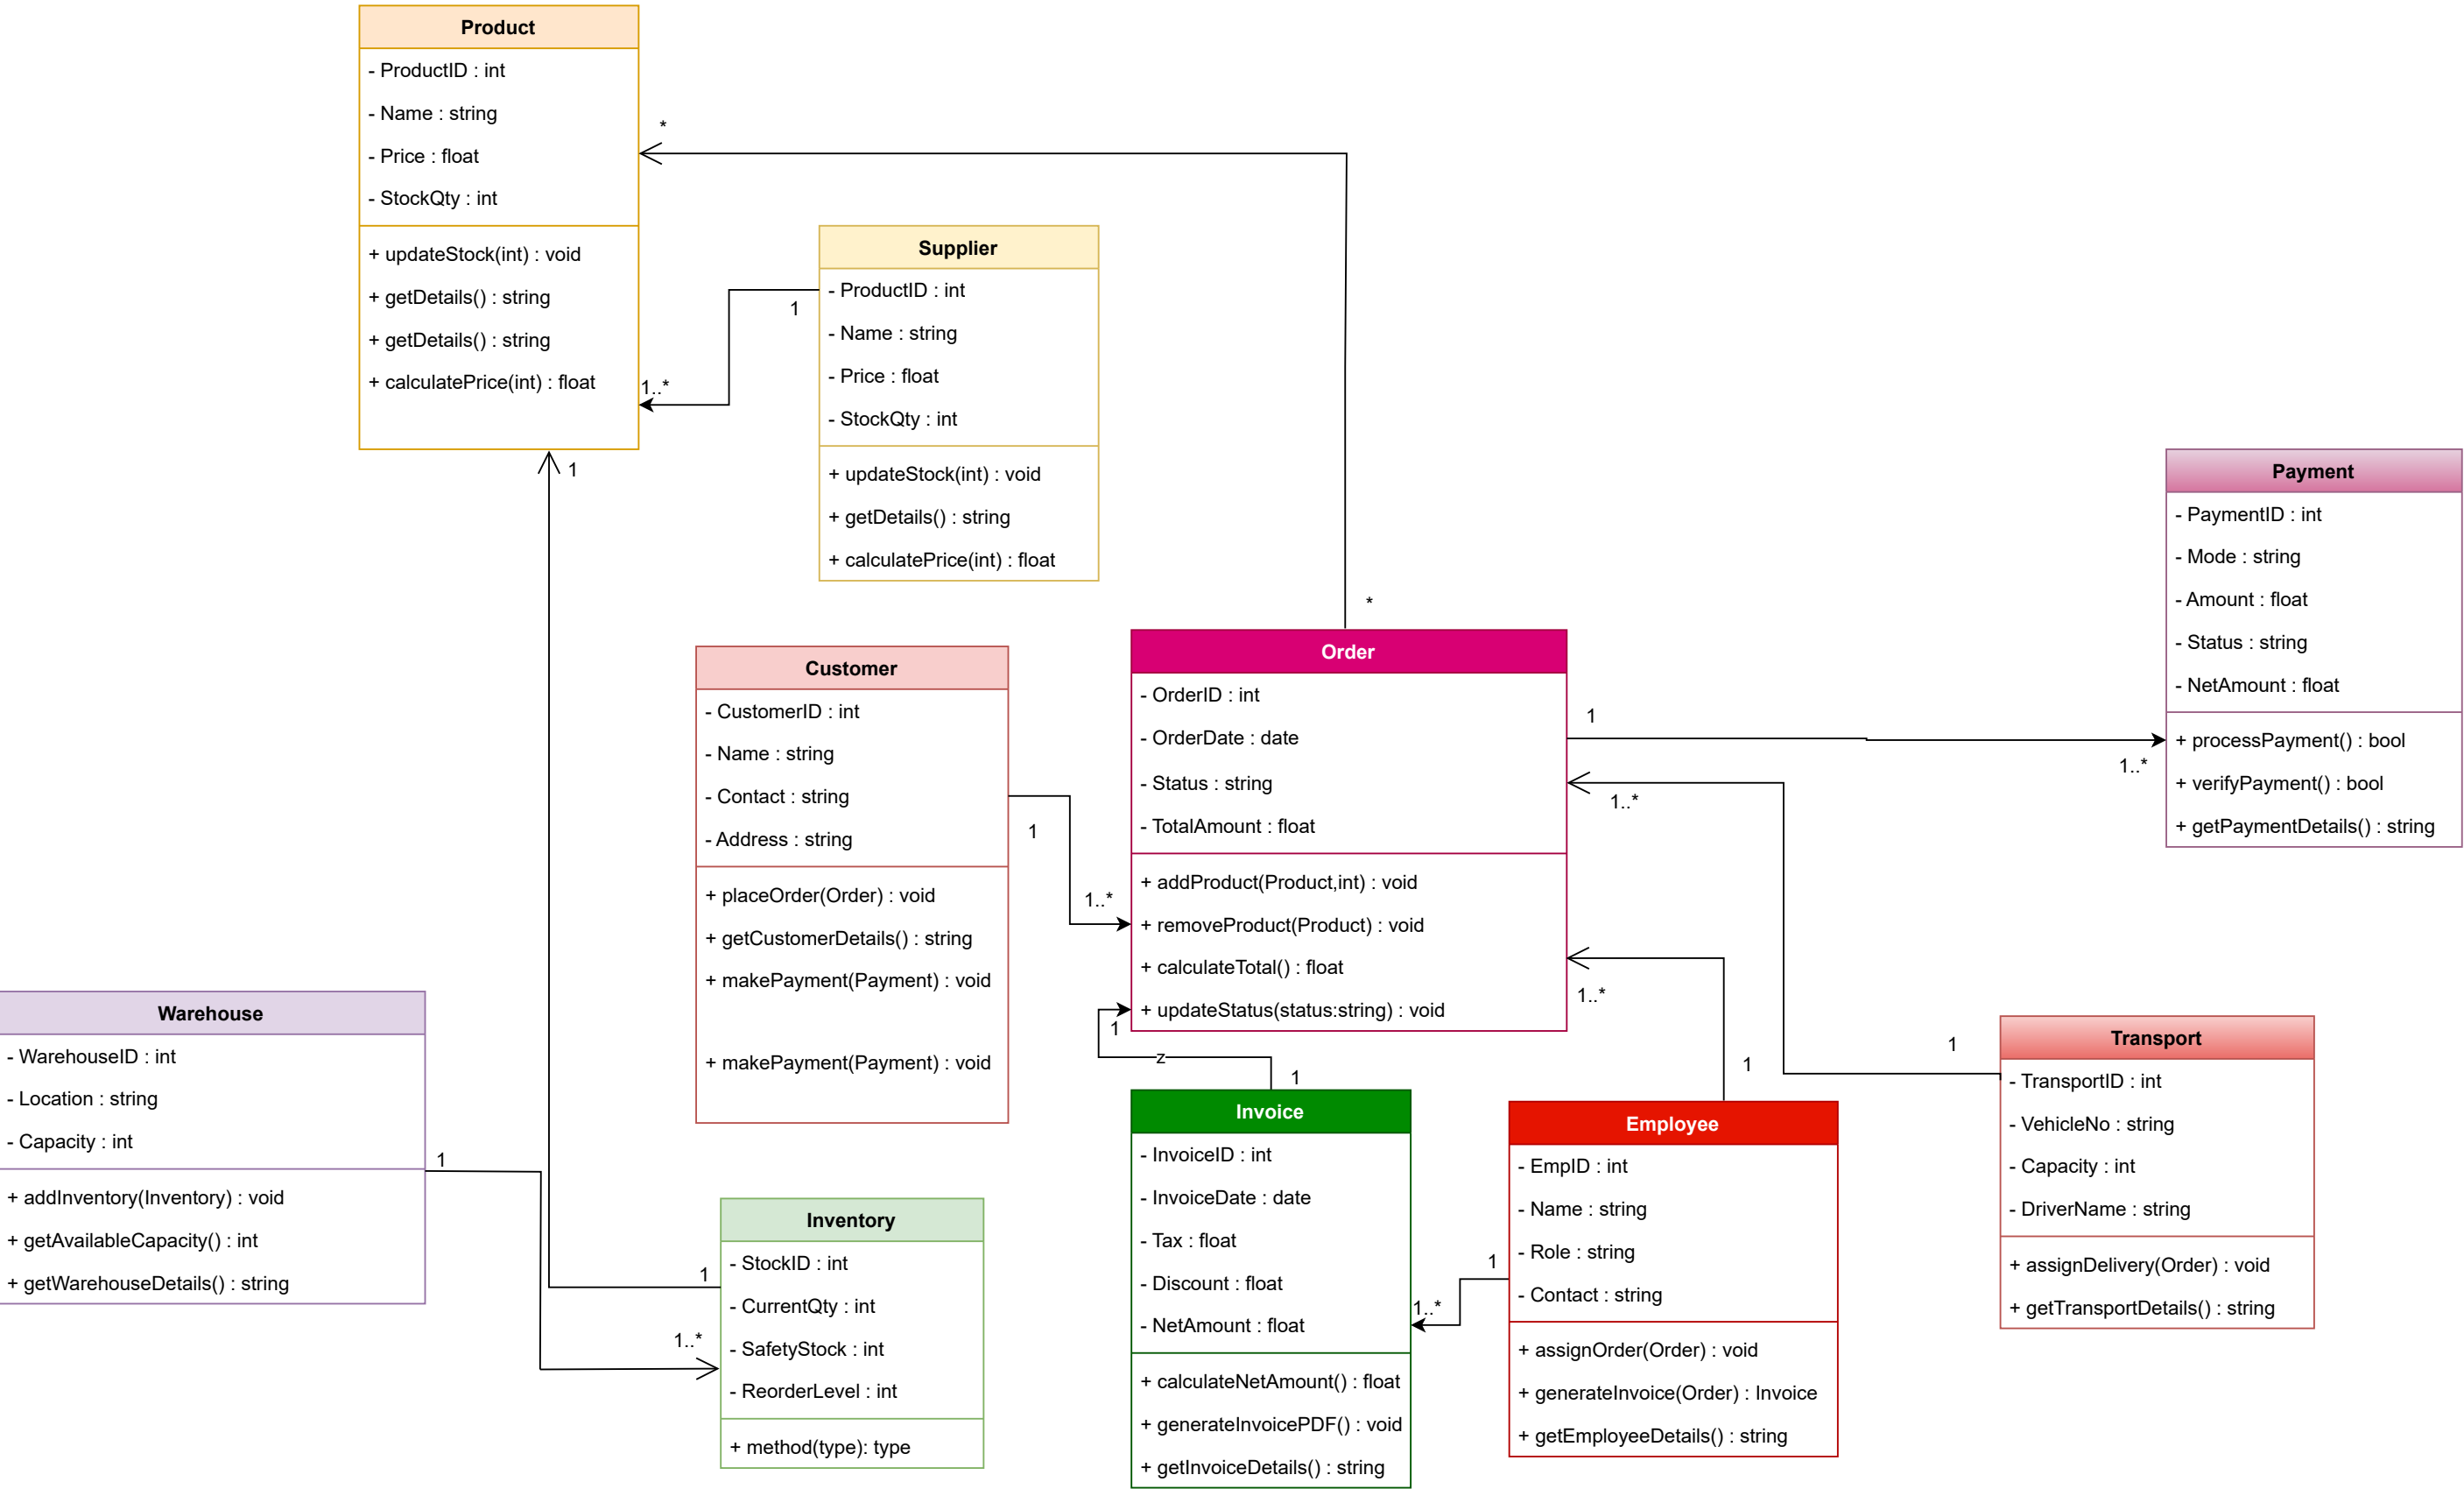 Product
- ProductID : int
- Name : string
- Price : float
- StockQty : int
+ updateStock(int) : void
+ getDetails() : string
+ getDetails() : string
+ calculatePrice(int) : float
*
1..*
1
1
Supplier
- ProductID : int
- Name : string
- Price : float
- StockQty : int
+ updateStock(int) : void
+ getDetails() : string
+ calculatePrice(int) : float
*
Payment
- PaymentID : int
- Mode : string
- Amount : float
- Status : string
- NetAmount : float
+ processPayment() : bool
+ verifyPayment() : bool
+ getPaymentDetails() : string
1..*
Customer
- CustomerID : int
- Name : string
- Contact : string
- Address : string
+ placeOrder(Order) : void
+ getCustomerDetails() : string
+ makePayment(Payment) : void
+ makePayment(Payment) : void
1
1..*
Order
- OrderID : int
- OrderDate : date
- Status : string
- TotalAmount : float
+ addProduct(Product,int) : void
+ removeProduct(Product) : void
+ calculateTotal() : float
+ updateStatus(status:string) : void
1
1..*
1..*
1
z
1
1
1
Warehouse
- WarehouseID : int
- Location : string
- Capacity : int
+ addInventory(Inventory) : void
+ getAvailableCapacity() : int
+ getWarehouseDetails() : string
1
1
1..*
Inventory
- StockID : int
- CurrentQty : int
- SafetyStock : int
- ReorderLevel : int
+ method(type): type
Invoice
- InvoiceID : int
- InvoiceDate : date
- Tax : float
- Discount : float
- NetAmount : float
+ calculateNetAmount() : float
+ generateInvoicePDF() : void
+ getInvoiceDetails() : string
1
1..*
Employee
- EmpID : int
- Name : string
- Role : string
- Contact : string
+ assignOrder(Order) : void
+ generateInvoice(Order) : Invoice
+ getEmployeeDetails() : string
Transport
- TransportID : int
- VehicleNo : string
- Capacity : int
- DriverName : string
+ assignDelivery(Order) : void
+ getTransportDetails() : string